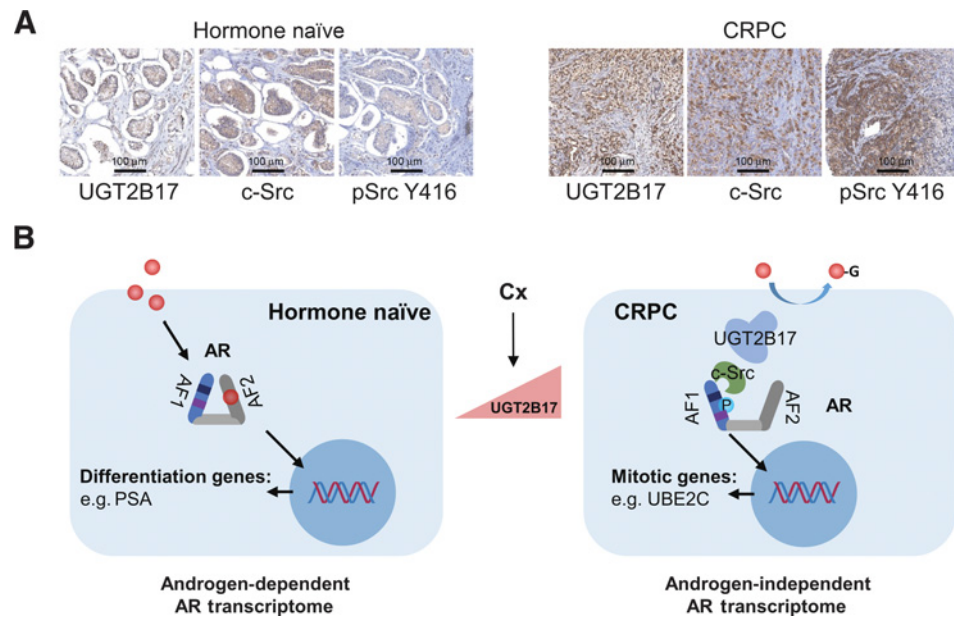 A
Hormone naïve
CRPC
100 μm
100 μm
100 μm
100 μm
100 μm
100 μm
UGT2B17
c-Src
pSrc Y416
UGT2B17
c-Src
pSrc Y416
B
Hormone naïve
AR
AF1
AF2
Differentiation genes:
e.g. PSA
Androgen-dependent
AR transcriptome
Cx
UGT2B17
-G
CRPC
UGT2B17
c-Src
AF1
P
AF2
AR
Mitotic genes:
e.g. UBE2C
Androgen-independent
AR transcriptome